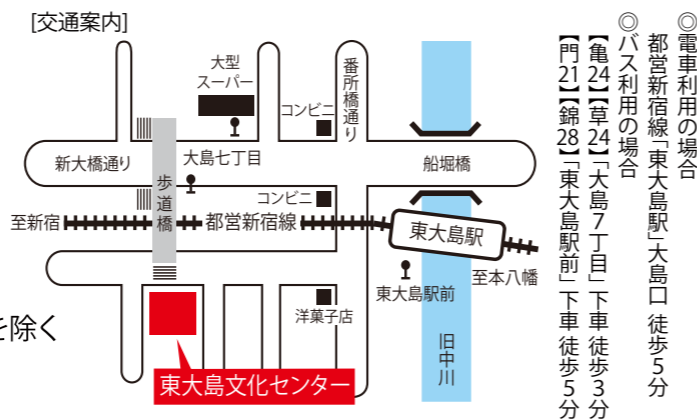 [交通案内]
大型
スーパー
番所橋通り
コンビニ
新大橋通り
大島七丁目
船堀橋
歩道橋
コンビニ
至新宿
都営新宿線
東大島駅
至本八幡
東大島駅前
洋菓子店
旧中川
を除く
東大島文化センター
◎電車利用の場合
都営新宿線「東大島駅」大島口 徒歩5分
◎バス利用の場合
【亀24】【草24】「大島7丁目」下車 徒歩3分
【門21】【錦28】「東大島駅前」下車 徒歩5分